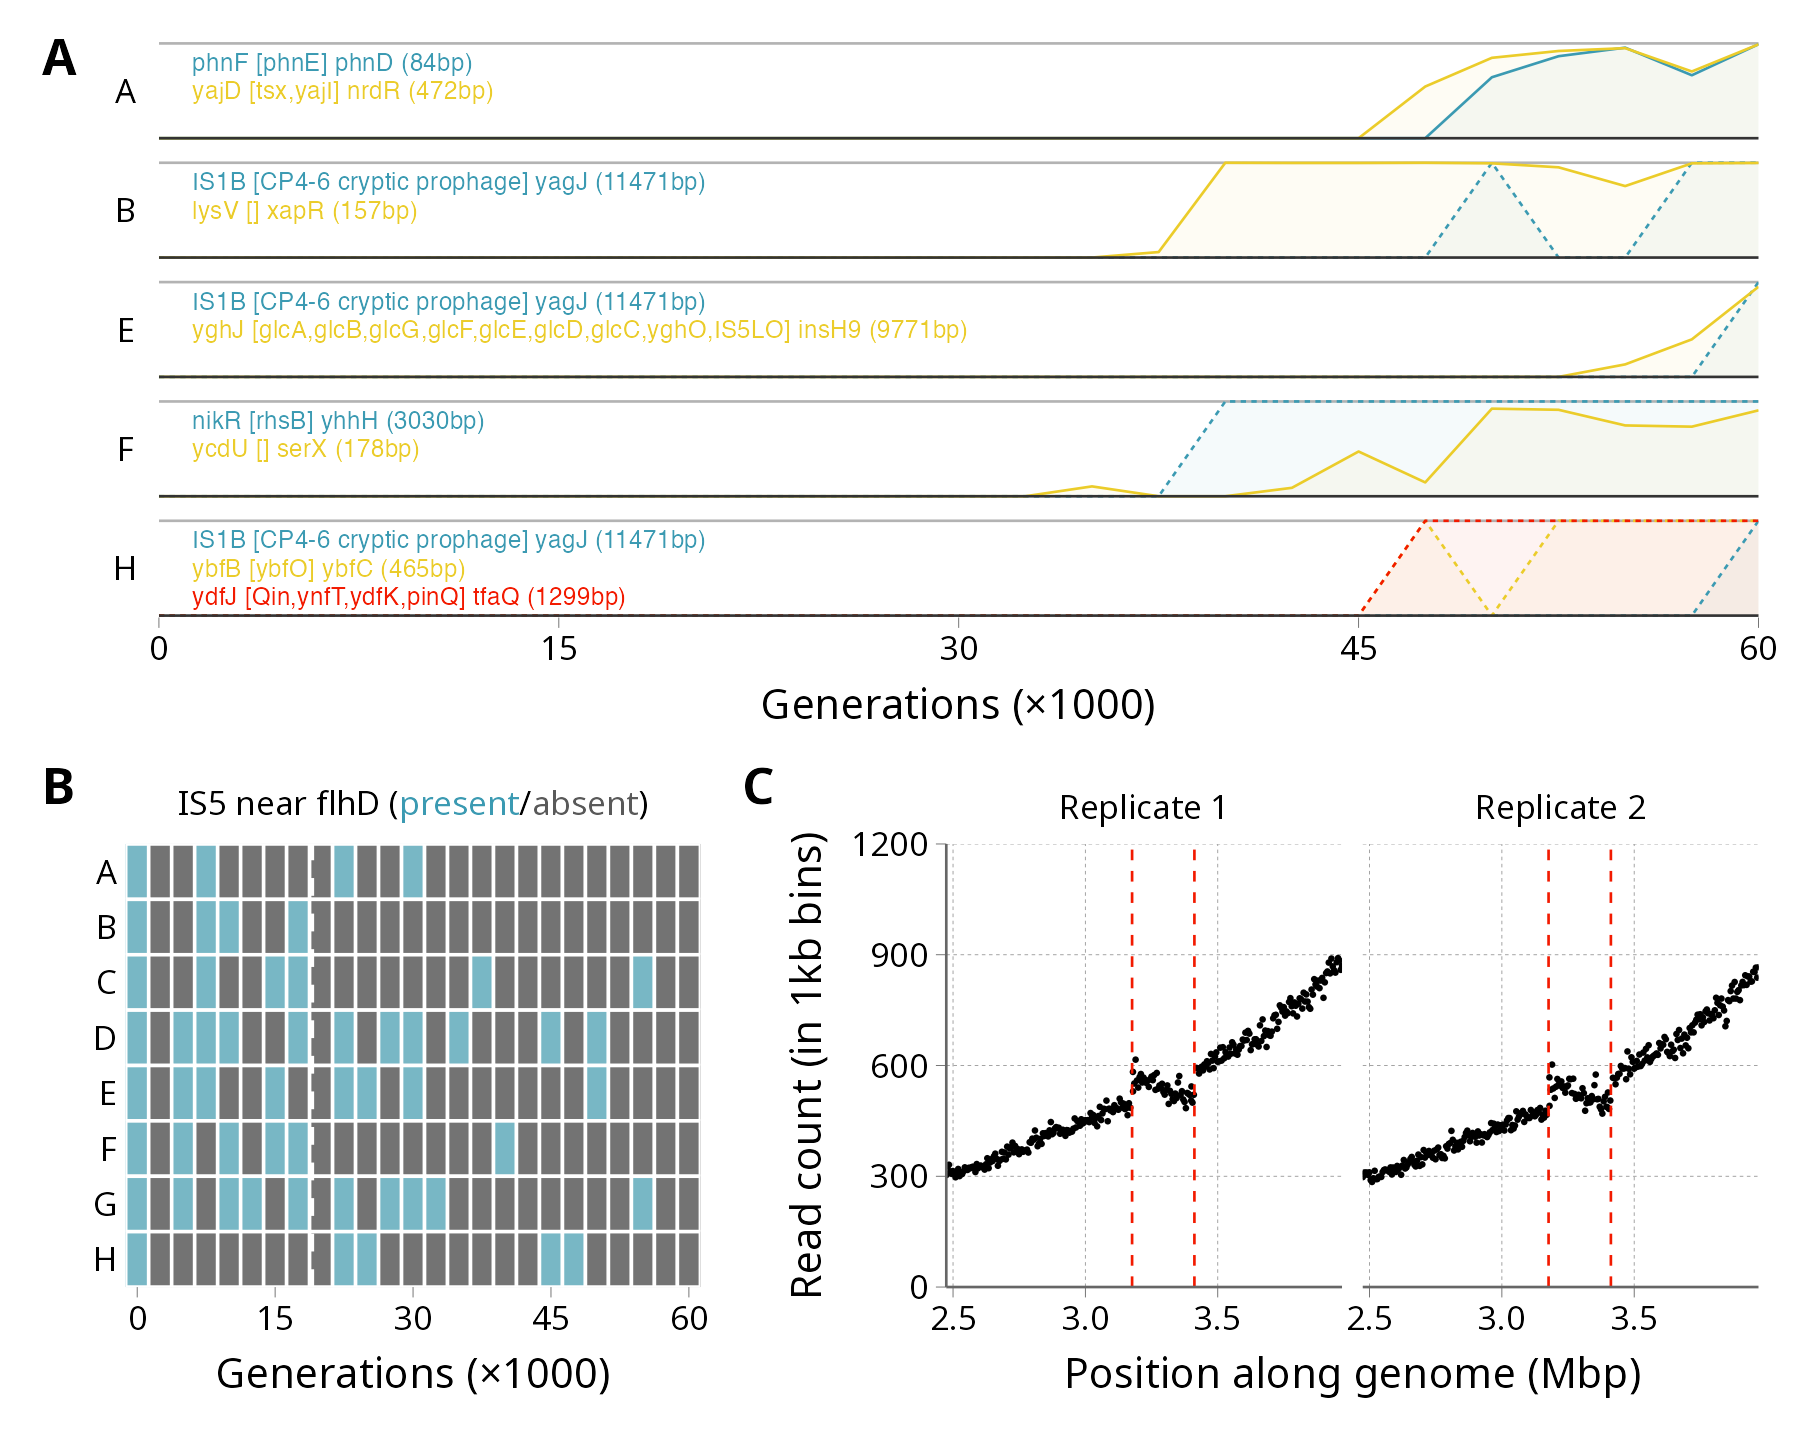 A
A
phnF [phnE] phnD (84bp)
yajD [tsx,yajI] nrdR (472bp)
B
IS1B [CP4-6 cryptic prophage] yagJ (11471bp)
lysV [] xapR (157bp)
E
IS1B [CP4-6 cryptic prophage] yagJ (11471bp)
yghJ [glcA,glcB,glcG,glcF,glcE,glcD,glcC,yghO,IS5LO] insH9 (9771bp)
F
nikR [rhsB] yhhH (3030bp)
ycdU [] serX (178bp)
H
IS1B [CP4-6 cryptic prophage] yagJ (11471bp)
ybfB [ybfO] ybfC (465bp)
ydfJ [Qin,ynfT,ydfK,pinQ] tfaQ (1299bp)
0 15 30 45 60
Generations (×1000)
B
IS5 near flhD (present/absent)
A
B
C
D
E
F
G
H
0 15 30 45 60
Generations (×1000)
C
Replicate 1 Replicate 2
Read count (in 1kb bins)
1200
900
600
300
0
2.5 3.0 3.5 2.5 3.0 3.5
Position along genome (Mbp)